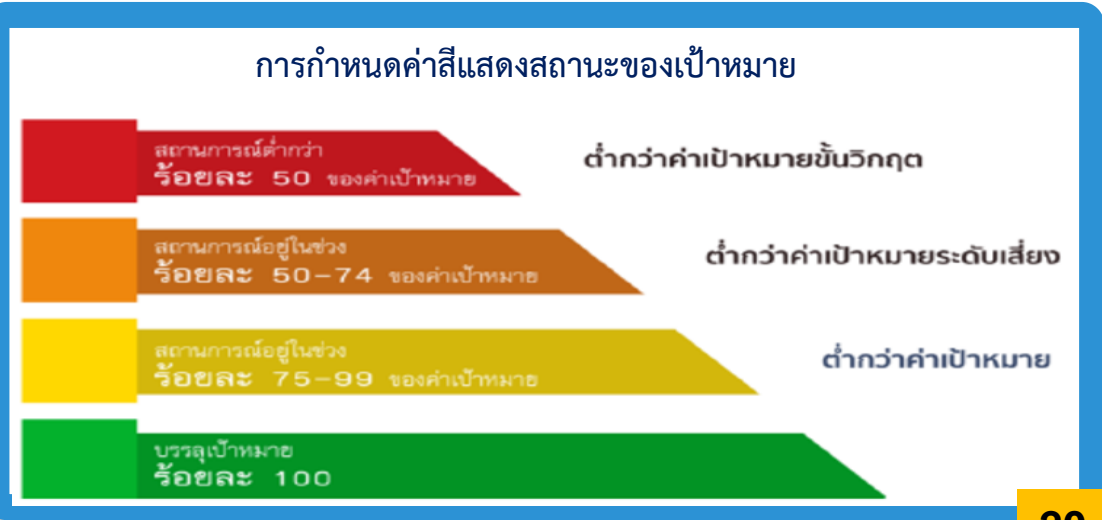 การกำหนดค่าสีแสดงสถานะของเป้าหมาย
สถานการณ์ต่ำกว่า
ร้อยละ 50 ของค่าเป้าหมาย
ต่ำกว่าค่าเป้าหมายขั้นวิกฤต
สถานการณ์อยู่ในช่วง
ร้อยละ 50-74 ของค่าเป้าหมาย
ต่ำกว่าค่าเป้าหมายระดับเสี่ยง
สถานการณ์อยู่ในช่วง
ร้อยละ 75-99 ของค่าเป้าหมาย
ต่ำกว่าค่าเป้าหมาย
บรรลุเป้าหมาย
ร้อยละ 100